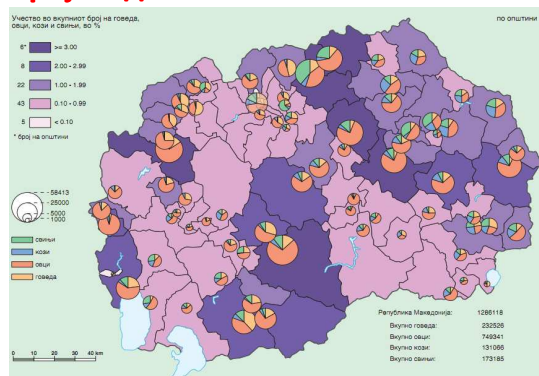 Учество во вкупниот број на говеда,
овци, кози и свињи, во %
по општини
6* >= 3.00
8 2.00 - 2.99
22 1.00 - 1.99
43 0.10 - 0.99
5 < 0.10
* број на општини
58413
25000
5000
1000
свињи
кози
овци
говеда
0 10 20 30 40 km
Република Македонија: 1286118
Вкупно говеда: 232526
Вкупно овци: 749341
Вкупно кози: 131066
Вкупно свињи: 173185